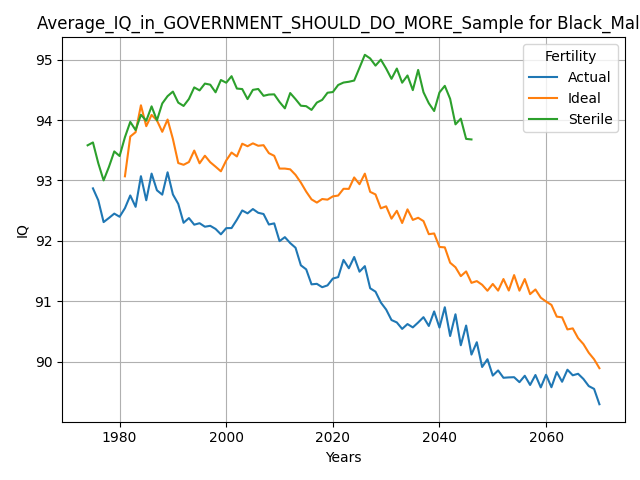 Average_IQ_in_GOVERNMENT_SHOULD_DO_MORE_Sample for Black_Mal
Fertility
Actual
Ideal
Sterile
95
94
93
92
91
90
IQ
1980
2000
2020
2040
2060
Years